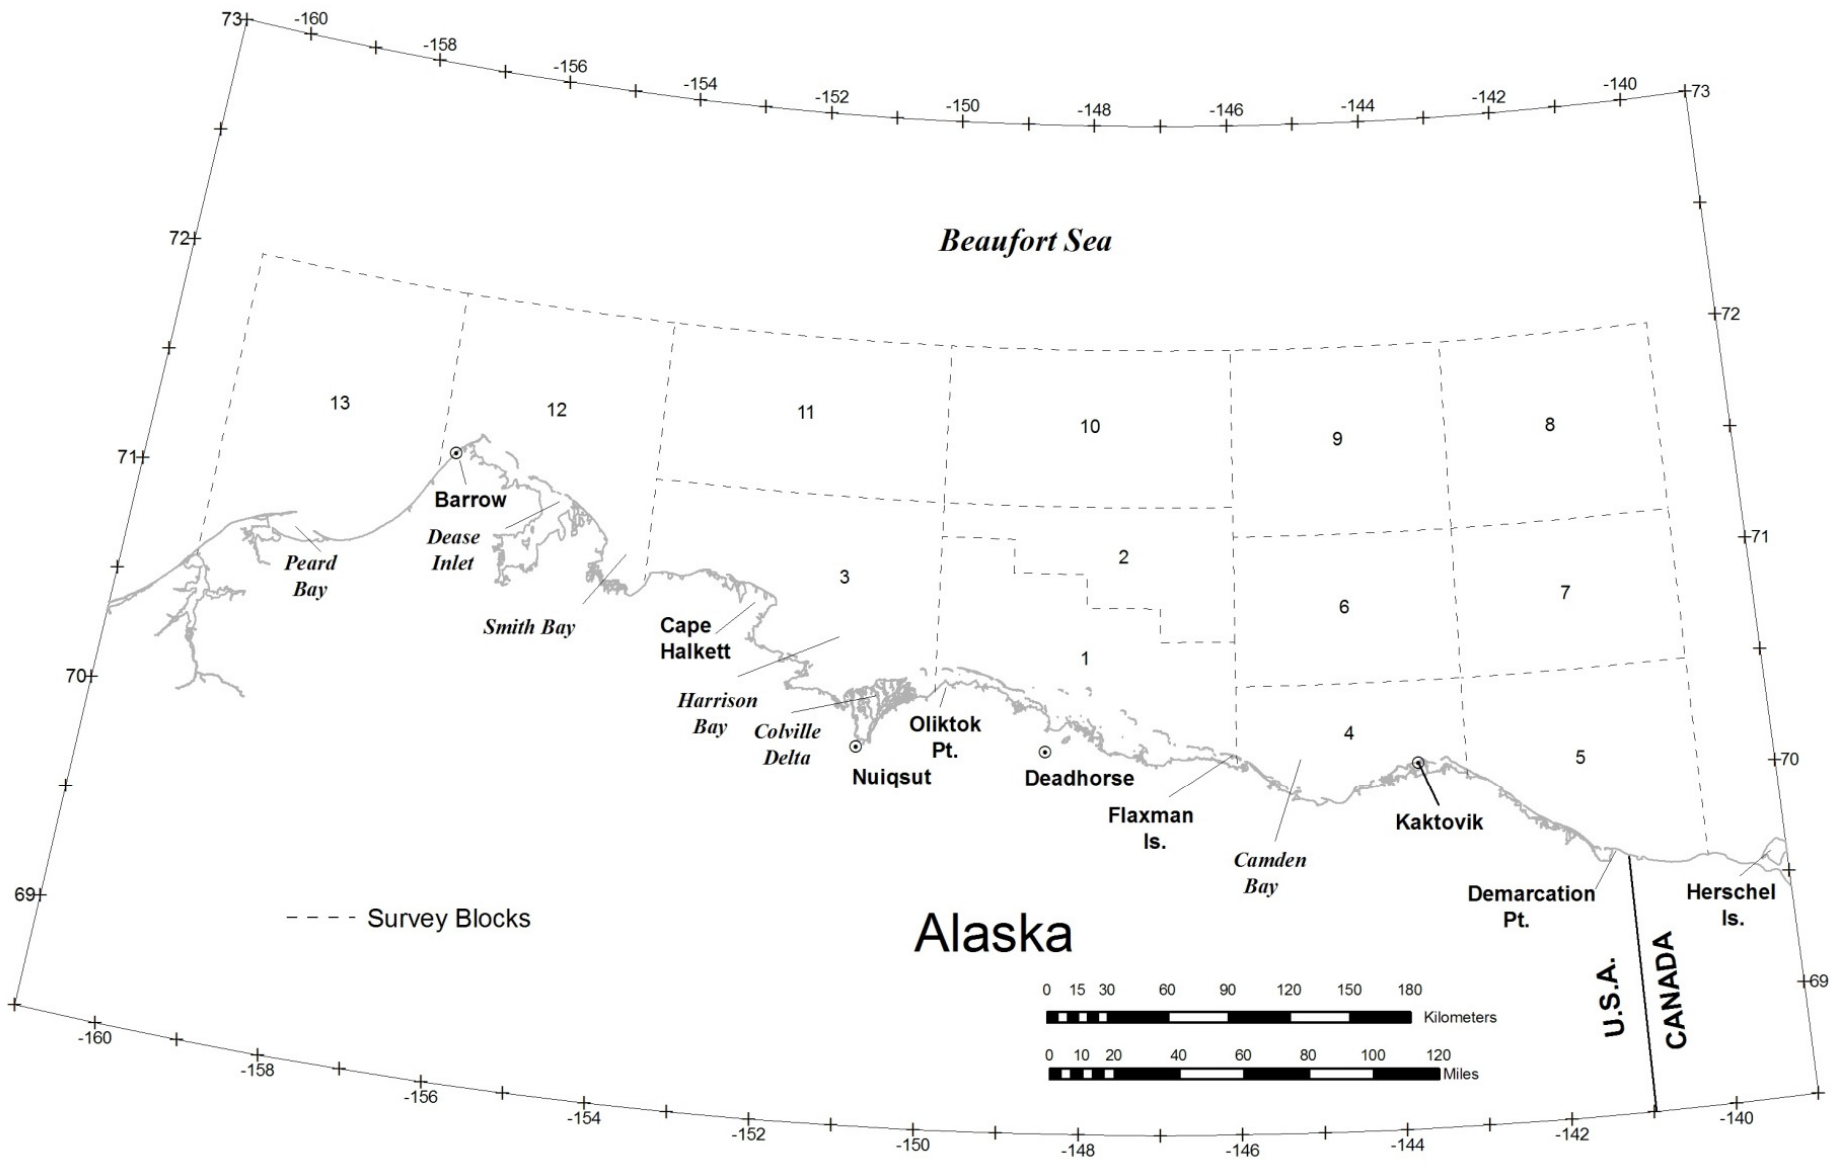 73
-160
-158
-156
-154
-152
-150
-148
-146
-144
-142
-140
73
72
Beaufort Sea
72
13
12
11
10
9
8
71
Barrow
Dease
Inlet
Peard
Bay
Smith Bay
3
2
71
6
7
Cape
Halkett
1
70
Harrison
Bay
Colville
Delta
Oliktok
Pt.
4
5
70
Nuiqsut
Deadhorse
Flaxman
Is.
Kaktovik
Camden
Bay
69
Survey Blocks
Alaska
Demarcation
Pt.
Herschel
Is.
U.S.A.
CANADA
69
0 15 30 60 90 120 150 180
Kilometers
0 10 20 40 60 80 100 120
Miles
-160
-158
-156
-154
-152
-150
-148
-146
-144
-142
-140